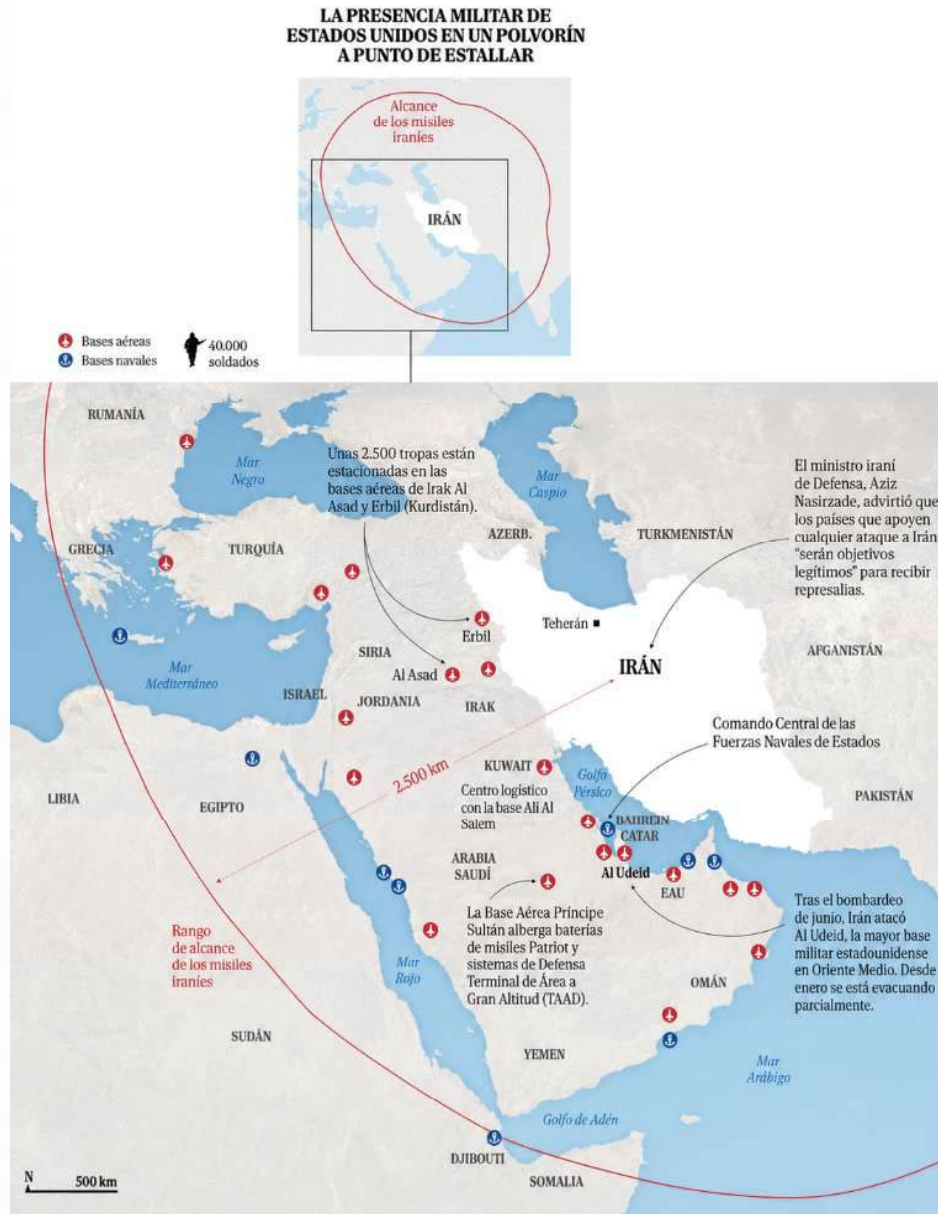 LA PRESENCIA MILITAR DE
ESTADOS UNIDOS EN UN POLVORÍN
A PUNTO DE ESTALLAR
Alcance
de los misiles
iraníes
IRÁN
Bases aéreas
Bases navales
40.000
soldados
RUMANÍA
Mar
Negro
Unas 2.500 tropas están
estacionadas en las
bases aéreas de Irak Al
Asad y Erbil (Kurdistán).
Mar
Caspio
El ministro iraní
de Defensa, Aziz
Nasirzade, advirtió que
los países que apoyen
cualquier ataque a Irán
"serán objetivos
legítimos" para recibir
represalias.
GRECIA
TURQUÍA
AZERB.
TURKMENISTÁN
Teherán
Erbil
SIRIA
Al Asad
IRÁN
AFGANISTÁN
Mar
Mediterráneo
ISRAEL
JORDANIA
IRAK
Comando Central de las
Fuerzas Navales de Estados
2.500 km
KUWAIT
Centro logístico
con la base Ali Al
Salem
Golfo
Pérsico
LIBIA
EGIPTO
PAKISTÁN
BAHREIN
CATAR
Al Udeid
EAU
ARABIA
SAUDÍ
La Base Aérea Príncipe
Sultán alberga baterías
de misiles Patriot y
sistemas de Defensa
Terminal de Área a
Gran Altitud (TAAD).
Tras el bombardeo
de junio, Irán atacó
Al Udeid, la mayor base
militar estadounidense
en Oriente Medio. Desde
enero se está evacuando
parcialmente.
Rango
de alcance
de los misiles
iraníes
Mar
Rojo
OMÁN
SUDÁN
YEMEN
Mar
Arábigo
Golfo de Adén
DJIBOUTI
SOMALIA
N
500 km